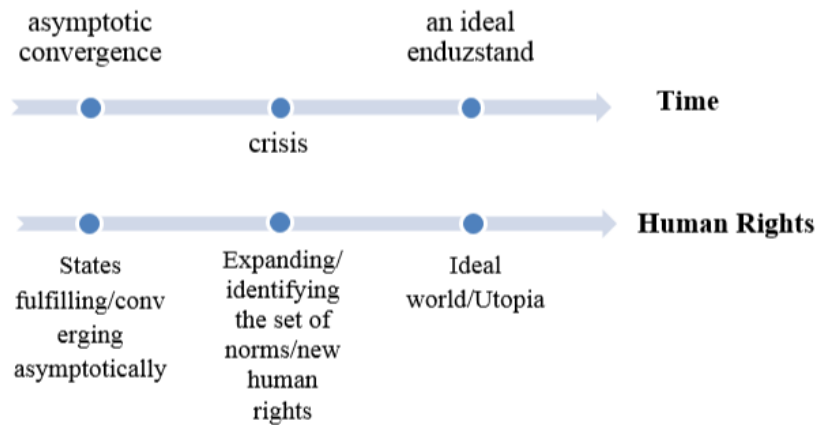 asymptotic
convergence
an ideal
enduzstand
Time
crisis
Human Rights
States
fulfilling/conv
erging
asymptotically
Expanding/
identifying
the set of
norms/new
human
rights
Ideal
world/Utopia